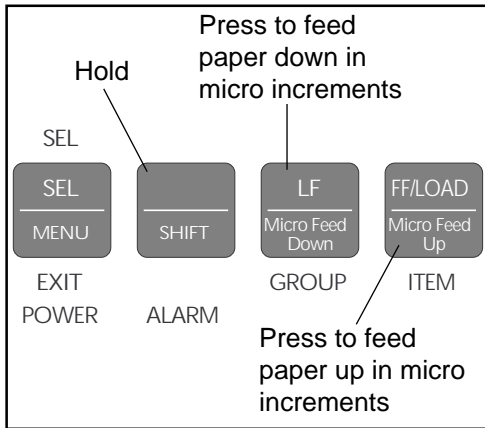 Press to feed
paper down in
micro increments
Hold
SEL
SEL
MENU
SHIFT
LF
Micro Feed
Down
FF/LOAD
Micro Feed
Up
EXIT
GROUP
ITEM
POWER
ALARM
Press to feed
paper up in micro
increments